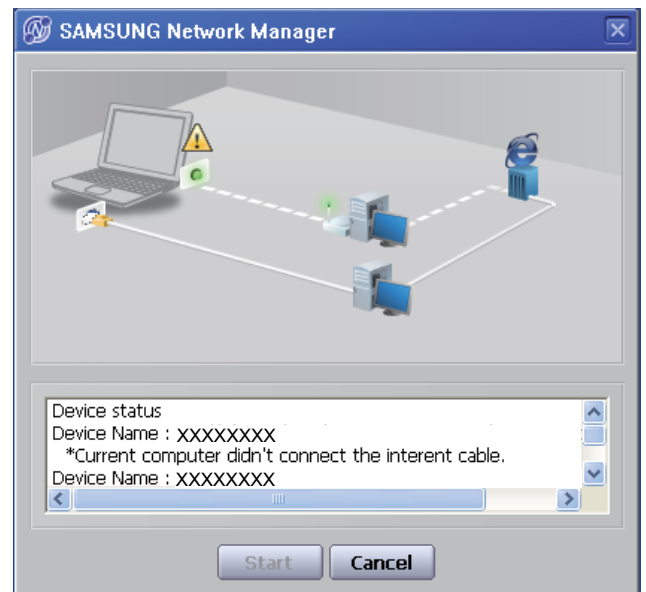 SAMSUNG Network Manager
Device status
Device Name : XXXXXXXX
*Current computer didn't connect the interent cable.
Device Name : XXXXXXXX
Start
Cancel